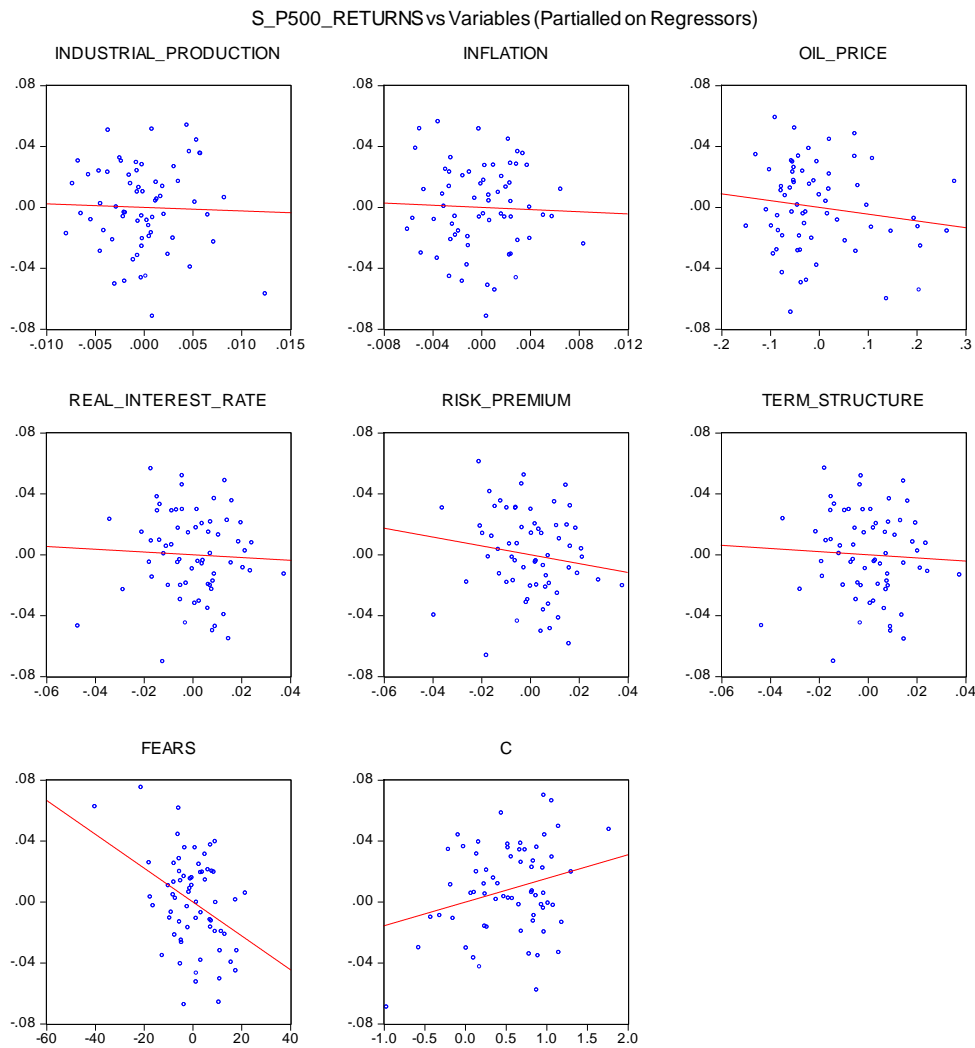 S_P500_RETURNS vs Variables (Partialled on Regressors)
INDUSTRIAL_PRODUCTION INFLATION OIL_PRICE
.08 .08 .08
.04 .04 .04
.00 .00 .00
-.04 -.04 -.04
-.08 -.08 -.08
-.010 -.005 .000 .005 .010 .015 -.008 -.004 .000 .004 .008 .012 -.2 -.1 .0 .1 .2 .3
REAL_INTEREST_RATE RISK_PREMIUM TERM_STRUCTURE
.08 .08 .08
.04 .04 .04
.00 .00 .00
-.04 -.04 -.04
-.08 -.08 -.08
-.06 -.04 -.02 .00 .02 .04 -.06 -.04 -.02 .00 .02 .04 -.06 -.04 -.02 .00 .02 .04
FEARS C
.08 .08
.04 .04
.00 .00
-.04 -.04
-.08 -.08
-60 -40 -20 0 20 40 -1.0 -0.5 0.0 0.5 1.0 1.5 2.0